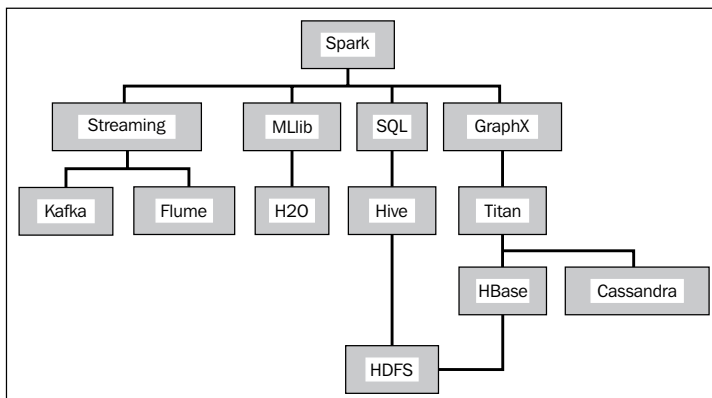 Spark
Streaming
MLlib
SQL
GraphX
Kafka
Flume
H2O
Hive
Titan
HBase
Cassandra
HDFS